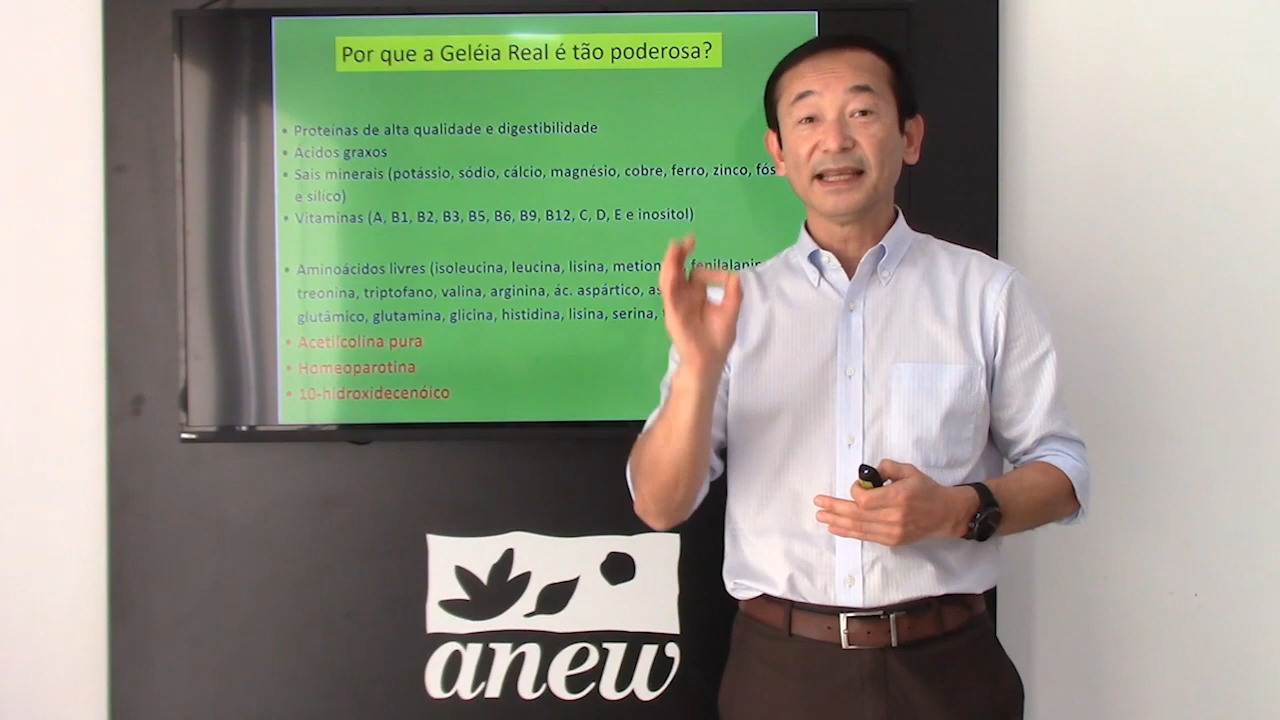 Por que a Geléia Real é tão poderosa?
• Proteínas de alta qualidade e digestibilidade
• Ácidos graxos
• Sais minerais (potássio, sódio, cálcio, magnésio, cobre, ferro, zinco,
e silíco)
• Vitaminas (A, B1, B2, B3, B5, B6, B9, B12, C, D, E e inositol)
• Aminoácidos livres (isoleucina, leucina, lisina,
treonina, triptofano, valina, arginina, ác. aspártico,
glutâmico, glutamina, glicina, histidina, lisina, serina,
• Acetilcolina pura
• Homeoparotina
• 10-hidroxidecenóico
anew